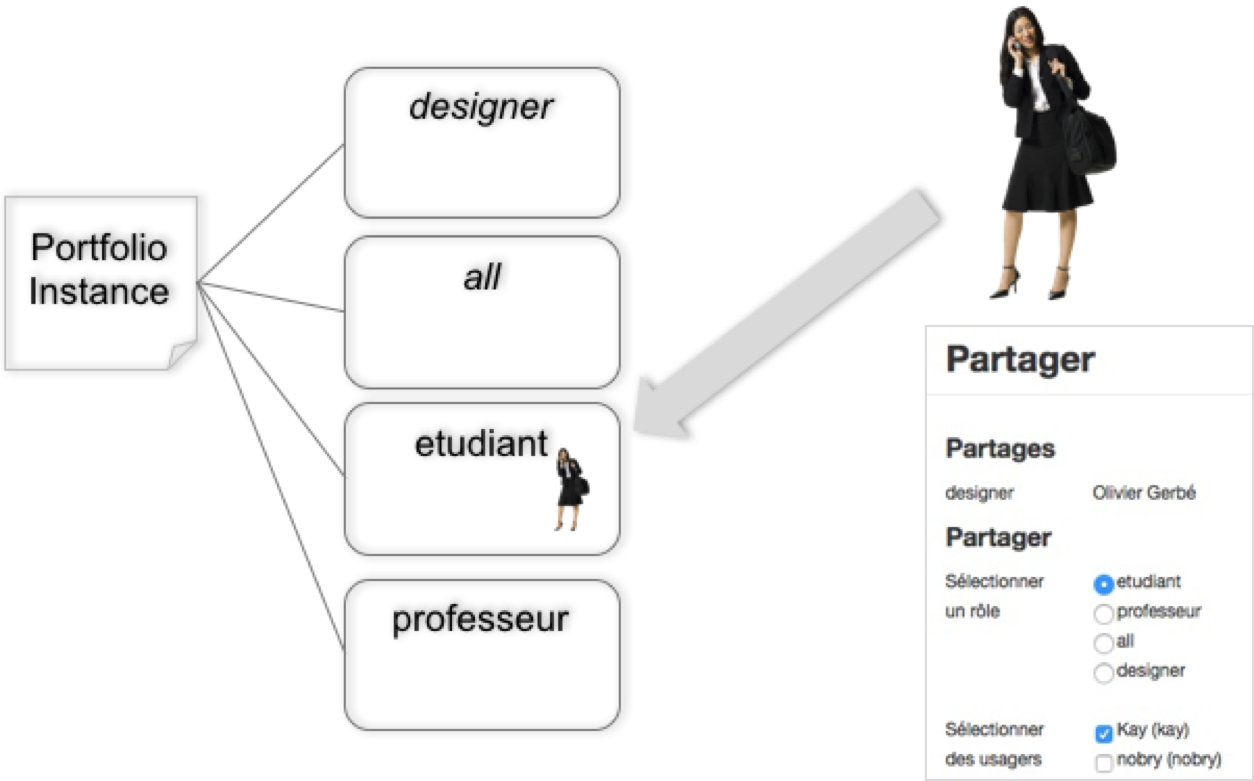 designer
all
Portfolio
Instance
etudiant
professeur
Partager
Partages
designer Olivier Gerbé
Partager
Sélectionner etudiant
un rôle professeur
all
designer
Sélectionner Kay (kay)
des usagers nobry (nobry)